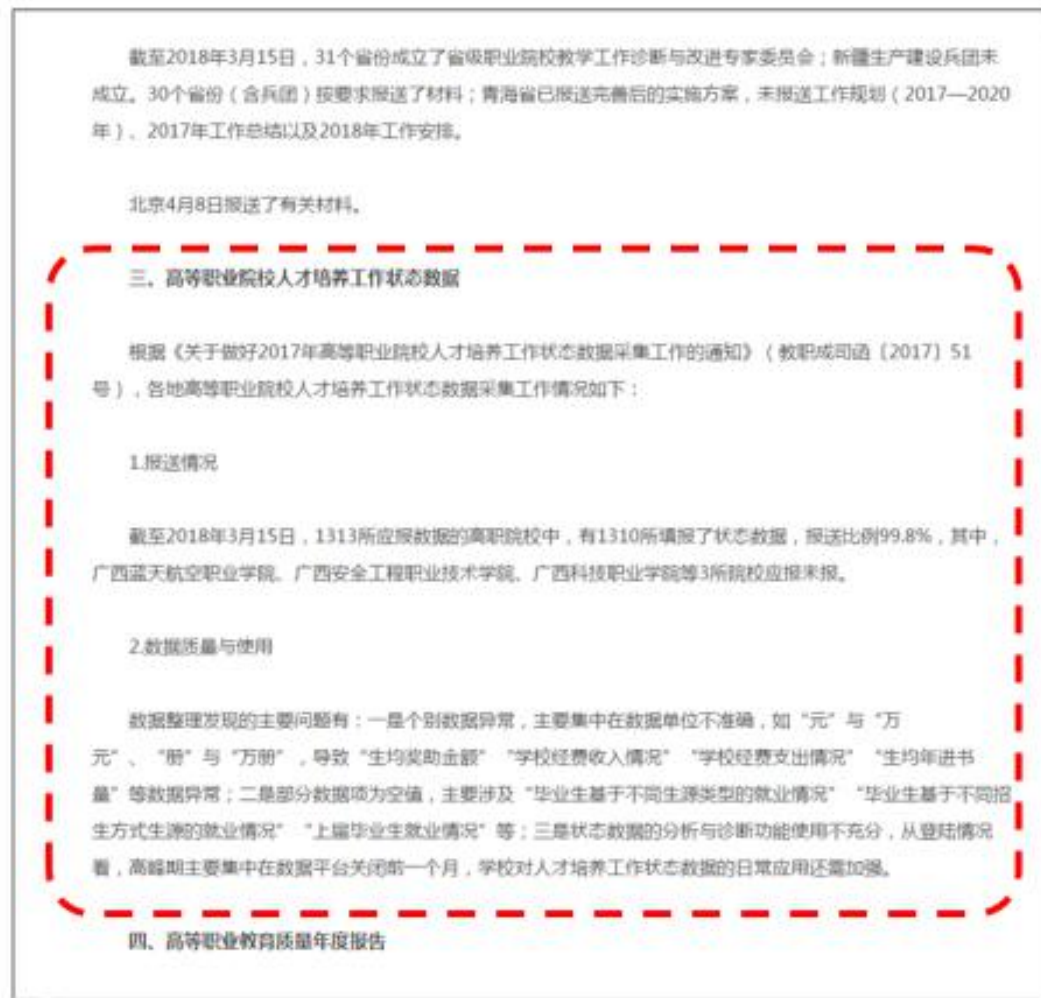 截至2018年3月15日，31个省份成立了省级职业院校教学工作诊断与改进专家委员会；新疆生产建设兵团未
成立。30个省份（含兵团）按要求报送了材料；青海省已报送完善后的实施方案，未报送工作规划（2017—2020
年）、2017年工作总结以及2018年工作安排。
北京4月8日报送了有关材料。
三、高等职业院校人才培养工作状态数据
根据《关于做好2017年高等职业院校人才培养工作状态数据采集工作的通知》（教职成司函〔2017〕51
号），各地高等职业院校人才培养工作状态数据采集工作情况如下：
1.报送情况
截至2018年3月15日，1313所应报数据的高职院校中，有1310所填报了状态数据，报送比例99.8%，其中，
广西蓝天航空职业学院、广西安全工程职业技术学院、广西科技职业学院等3所院校应报未报。
2.数据质量与使用
数据整理发现的主要问题有：一是个别数据异常，主要集中在数据单位不准确，如“元”与“万
元”、“册”与“万册”，导致“生均奖助金额”“学校经费收入情况”“学校经费支出情况”“生均年进书
量”等数据异常；二是部分数据项为空值，主要涉及“毕业生基于不同生源类型的就业情况”“毕业生基于不同招
生方式生源的就业情况”“上届毕业生就业情况”等；三是状态数据的分析与诊断功能使用不充分，从登陆情况
看，高峰期主要集中在数据平台关闭前一个月，学校对人才培养工作状态数据的日常应用还需加强。
四、高等职业教育质量年度报告